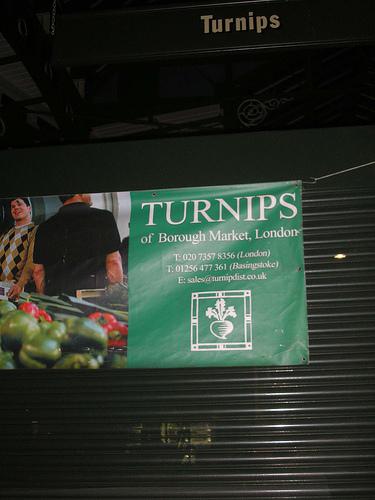 Turnips
TURNIPS
of Borough Market, London
T: 020 7357 8356 (London)
T: 01256 477 361 (Basingstoke)
E: sales@turnipdist.co.uk